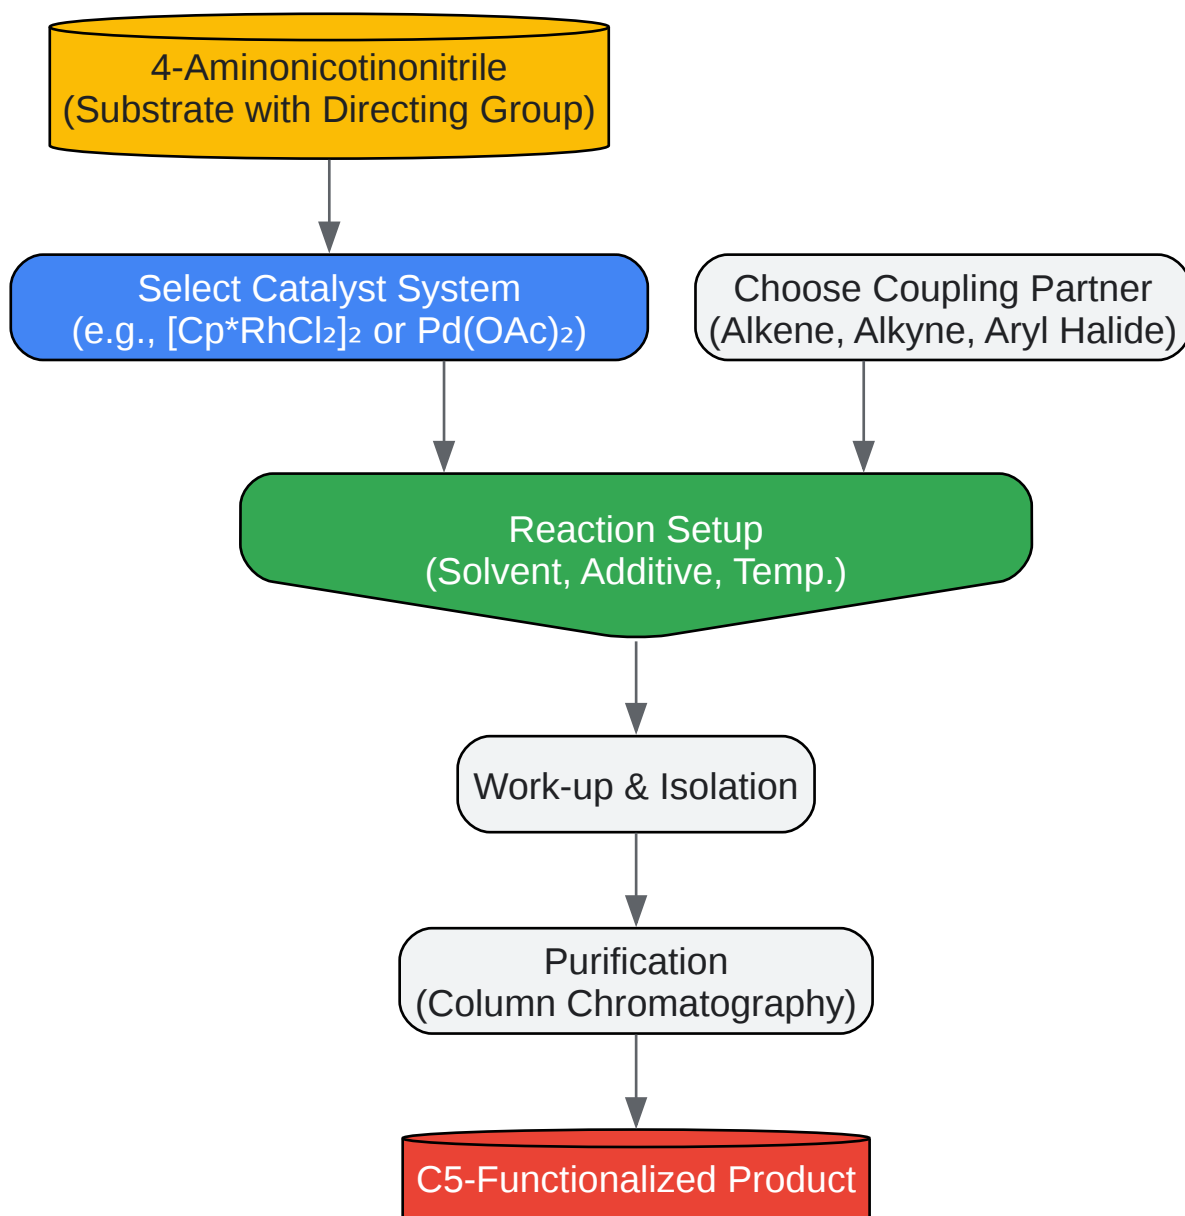 4-Aminonicotinonitrile
(Substrate with Directing Group)
Select Catalyst System
(e.g., [Cp*RhCl₂]₂ or Pd(OAc)₂)
Choose Coupling Partner
(Alkene, Alkyne, Aryl Halide)
Reaction Setup
(Solvent, Additive, Temp.)
Work-up & Isolation
Purification
(Column Chromatography)
C5-Functionalized Product